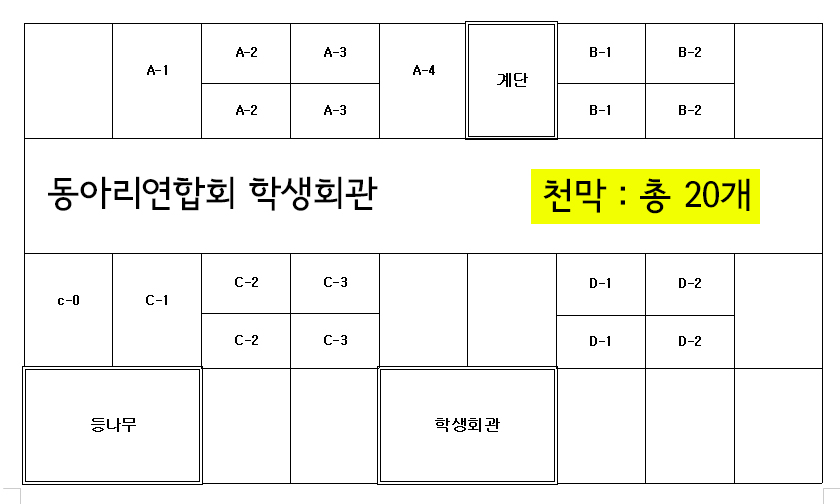 A-1 A-2 A-3 A-4 계단 B-1 B-2
A-2 A-3 B-1 B-2
동아리연합회 학생회관 천막 : 총 20개
c-0 C-1 C-2 C-3 D-1 D-2
C-2 C-3 D-1 D-2
등나무 학생회관